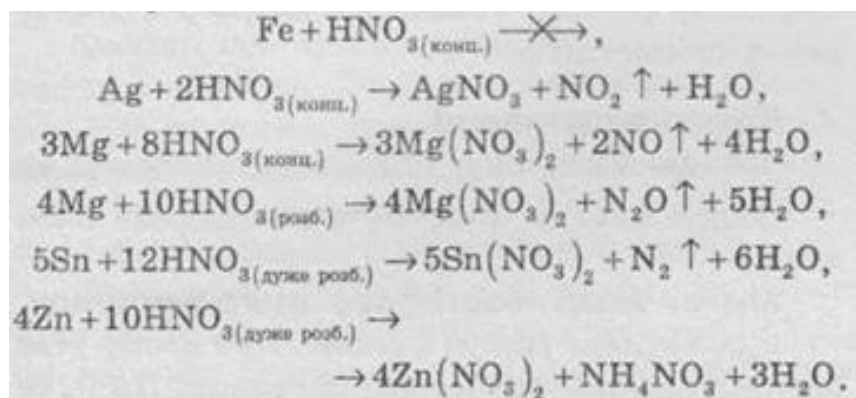 Fe + HNO₃(конц.) —×→,
Ag + 2HNO₃(конц.) → AgNO₃ + NO₂ ↑ + H₂O,
3Mg + 8HNO₃(конц.) → 3Mg(NO₃)₂ + 2NO ↑ + 4H₂O,
4Mg + 10HNO₃(розб.) → 4Mg(NO₃)₂ + N₂O ↑ + 5H₂O,
5Sn + 12HNO₃(дуже розб.) → 5Sn(NO₃)₂ + N₂ ↑ + 6H₂O,
4Zn + 10HNO₃(дуже розб.) →
→ 4Zn(NO₃)₂ + NH₄NO₃ + 3H₂O.